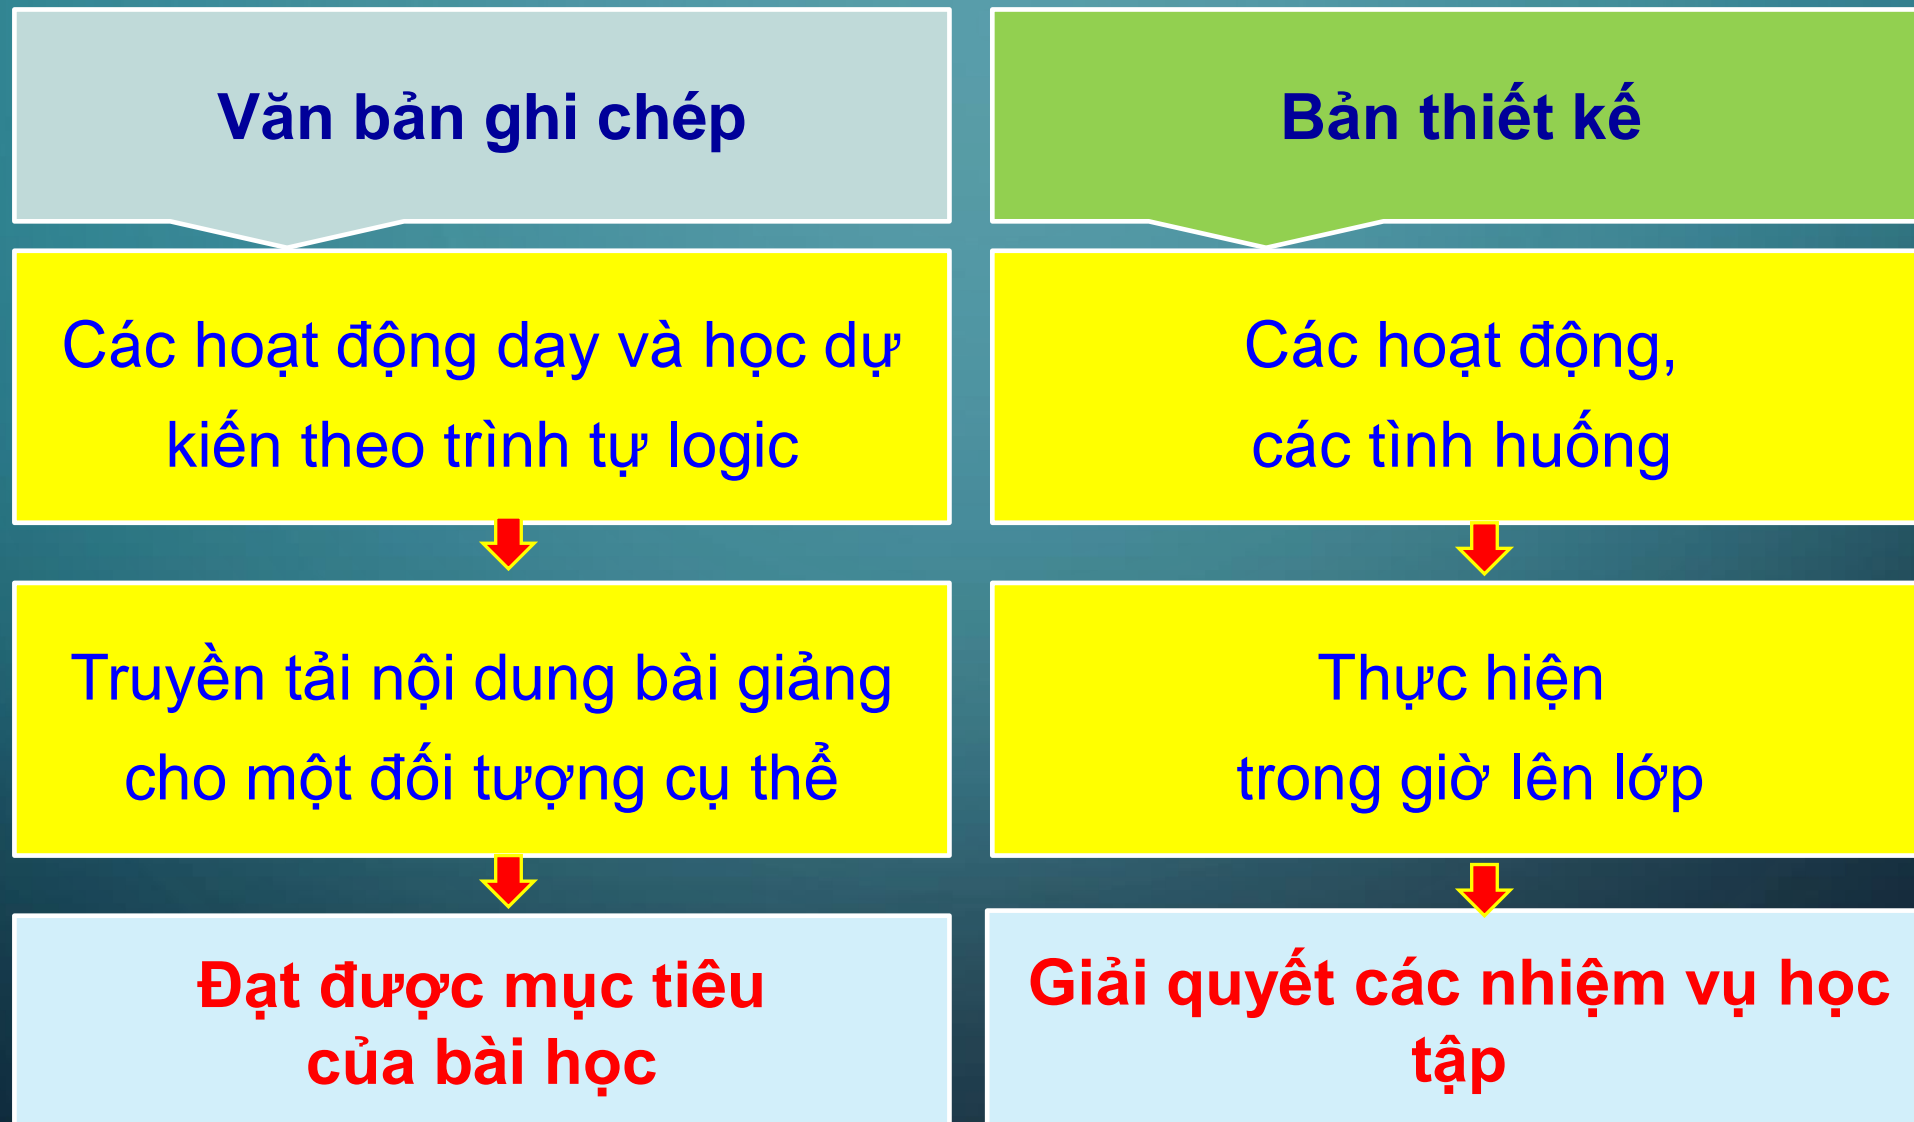 Văn bản ghi chép
Các hoạt động dạy và học dự
kiến theo trình tự logic
Truyền tải nội dung bài giảng
cho một đối tượng cụ thể
Đạt được mục tiêu
của bài học
Bản thiết kế
Các hoạt động,
các tình huống
Thực hiện
trong giờ lên lớp
Giải quyết các nhiệm vụ học
tập